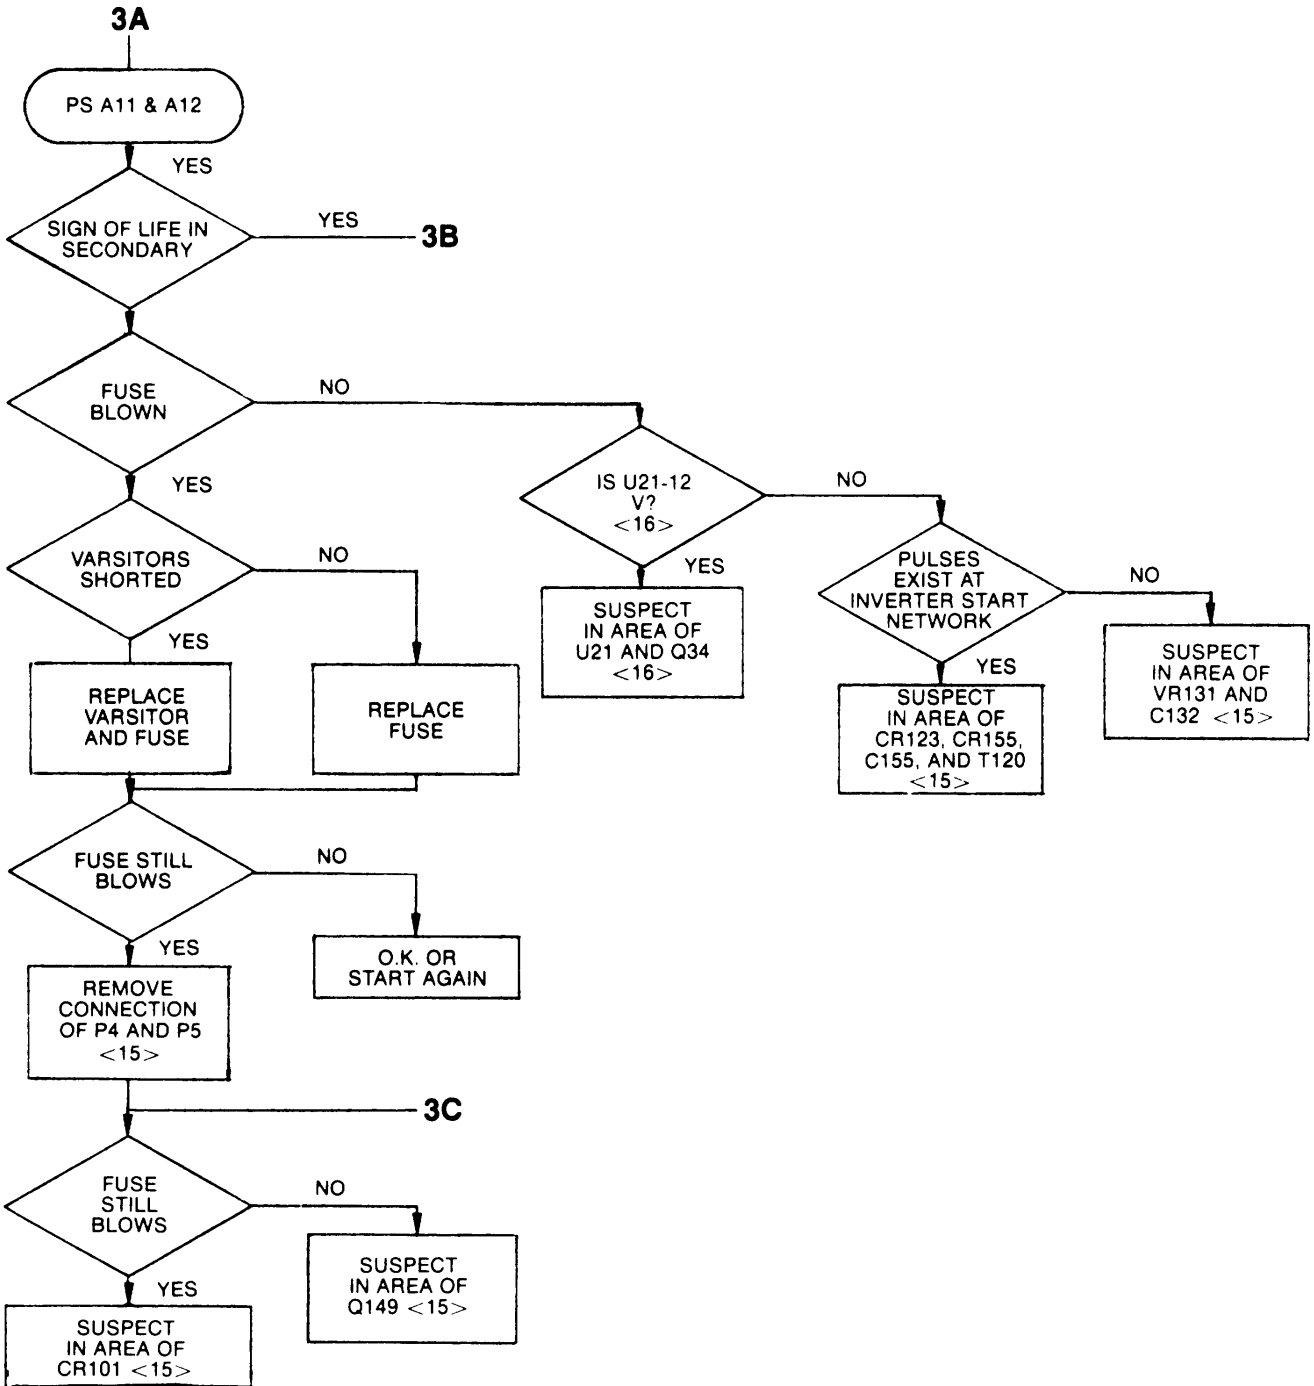 3A
PS A11 & A12
YES
SIGN OF LIFE IN
SECONDARY
YES
3B
FUSE
BLOWN
NO
YES
IS U21-12
V?
<16>
NO
YES
SUSPECT
IN AREA OF
U21 AND Q34
<16>
PULSES
EXIST AT
INVERTER START
NETWORK
NO
YES
SUSPECT
IN AREA OF
VR131 AND
C132 <15>
SUSPECT
IN AREA OF
CR123, CR155,
C155, AND T120
<15>
VARSITORS
SHORTED
NO
YES
REPLACE
VARSITOR
AND FUSE
REPLACE
FUSE
FUSE STILL
BLOWS
NO
YES
O.K. OR
START AGAIN
REMOVE
CONNECTION
OF P4 AND P5
<15>
3C
FUSE
STILL
BLOWS
NO
YES
SUSPECT
IN AREA OF
Q149 <15>
SUSPECT
IN AREA OF
CR101 <15>